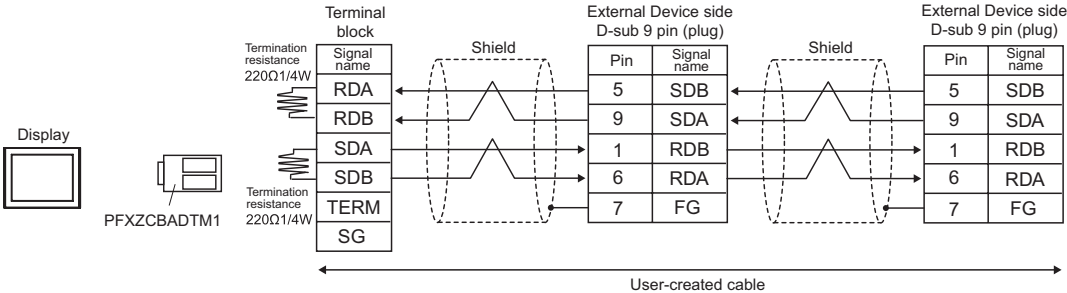 Terminal
block
External Device side
D-sub 9 pin (plug)
External Device side
D-sub 9 pin (plug)
Termination
resistance
220Ω1/4W
Signal
name
Shield
Pin
Signal
name
Shield
Pin
Signal
name
RDA
5
SDB
5
SDB
RDB
9
SDA
9
SDA
Display
SDA
1
RDB
1
RDB
SDB
6
RDA
6
RDA
PFXZCBADTM1
Termination
resistance
220Ω1/4W
TERM
7
FG
7
FG
SG
User-created cable